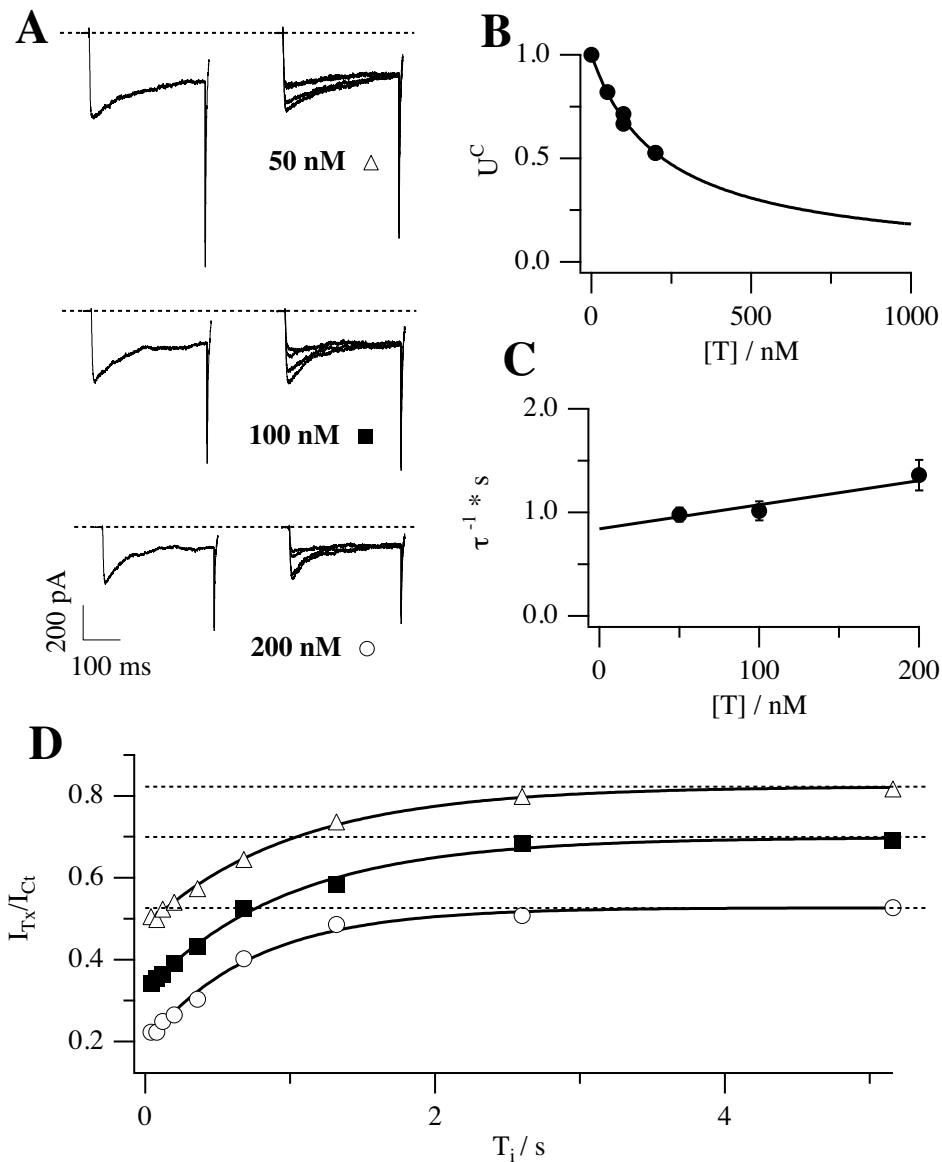 A
50 nM △
100 nM ■
200 nM ○
200 pA
100 ms
B
1.0
0.5
0.0
U^C
0 500 1000
[T] / nM
C
2.0
1.0
0.0
τ^-1 * s
0 100 200
[T] / nM
D
0.8
0.6
0.4
0.2
I_Tx/I_Ct
0 2 4
T_i / s